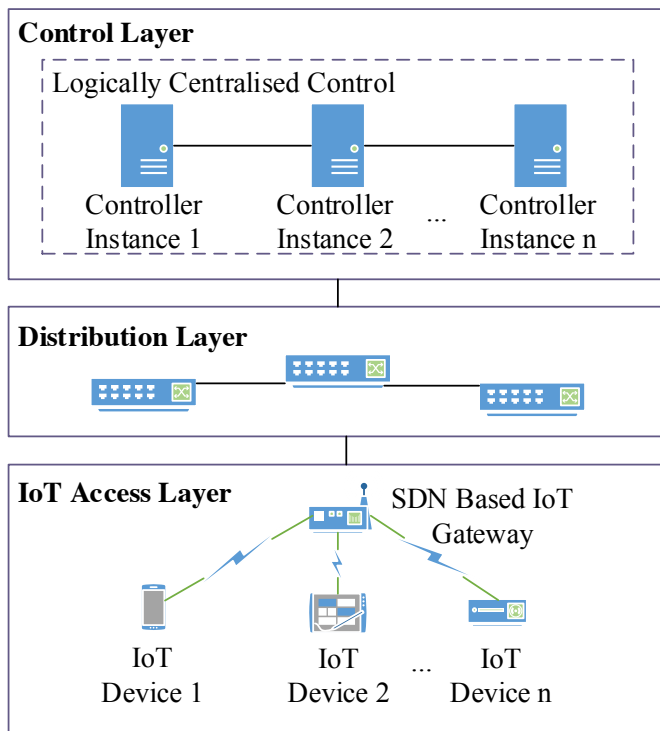 Control Layer
Logically Centralised Control
Controller
Instance 1
Controller
Instance 2
...
Controller
Instance n
Distribution Layer
IoT Access Layer
SDN Based IoT
Gateway
IoT
Device 1
IoT
Device 2
...
IoT
Device n